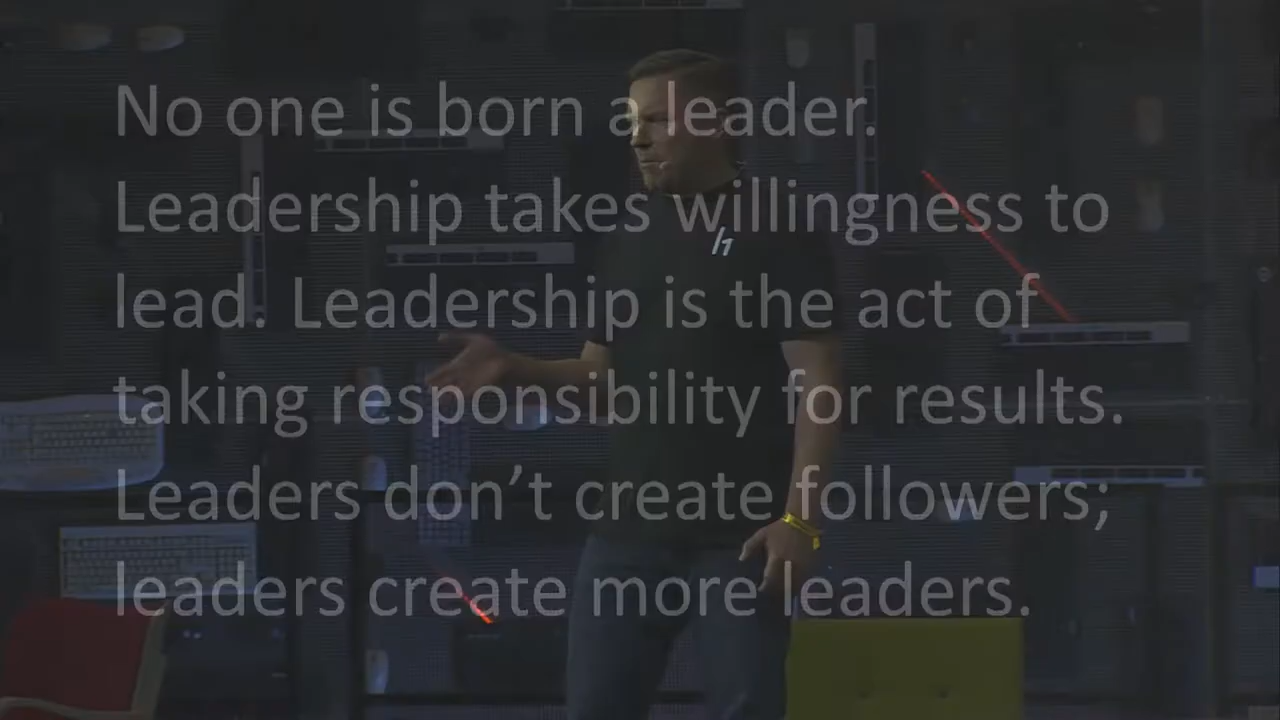 No one is born a leader.
Leadership takes willingness to
lead. Leadership is the act of
taking responsibility for results.
Leaders don’t create followers;
leaders create more leaders.